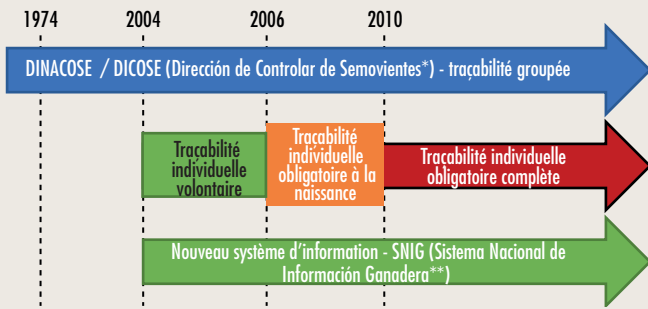 1974 2004 2006 2010
DINACOSE / DICOSE (Dirección de Controlar de Semovientes*) - traçabilité groupée
Traçabilité
individuelle
volontaire
Traçabilité
individuelle
obligatoire à la
naissance
Traçabilité individuelle
obligatoire complète
Nouveau système d'information - SNIG (Sistema Nacional de
Información Ganadera**)